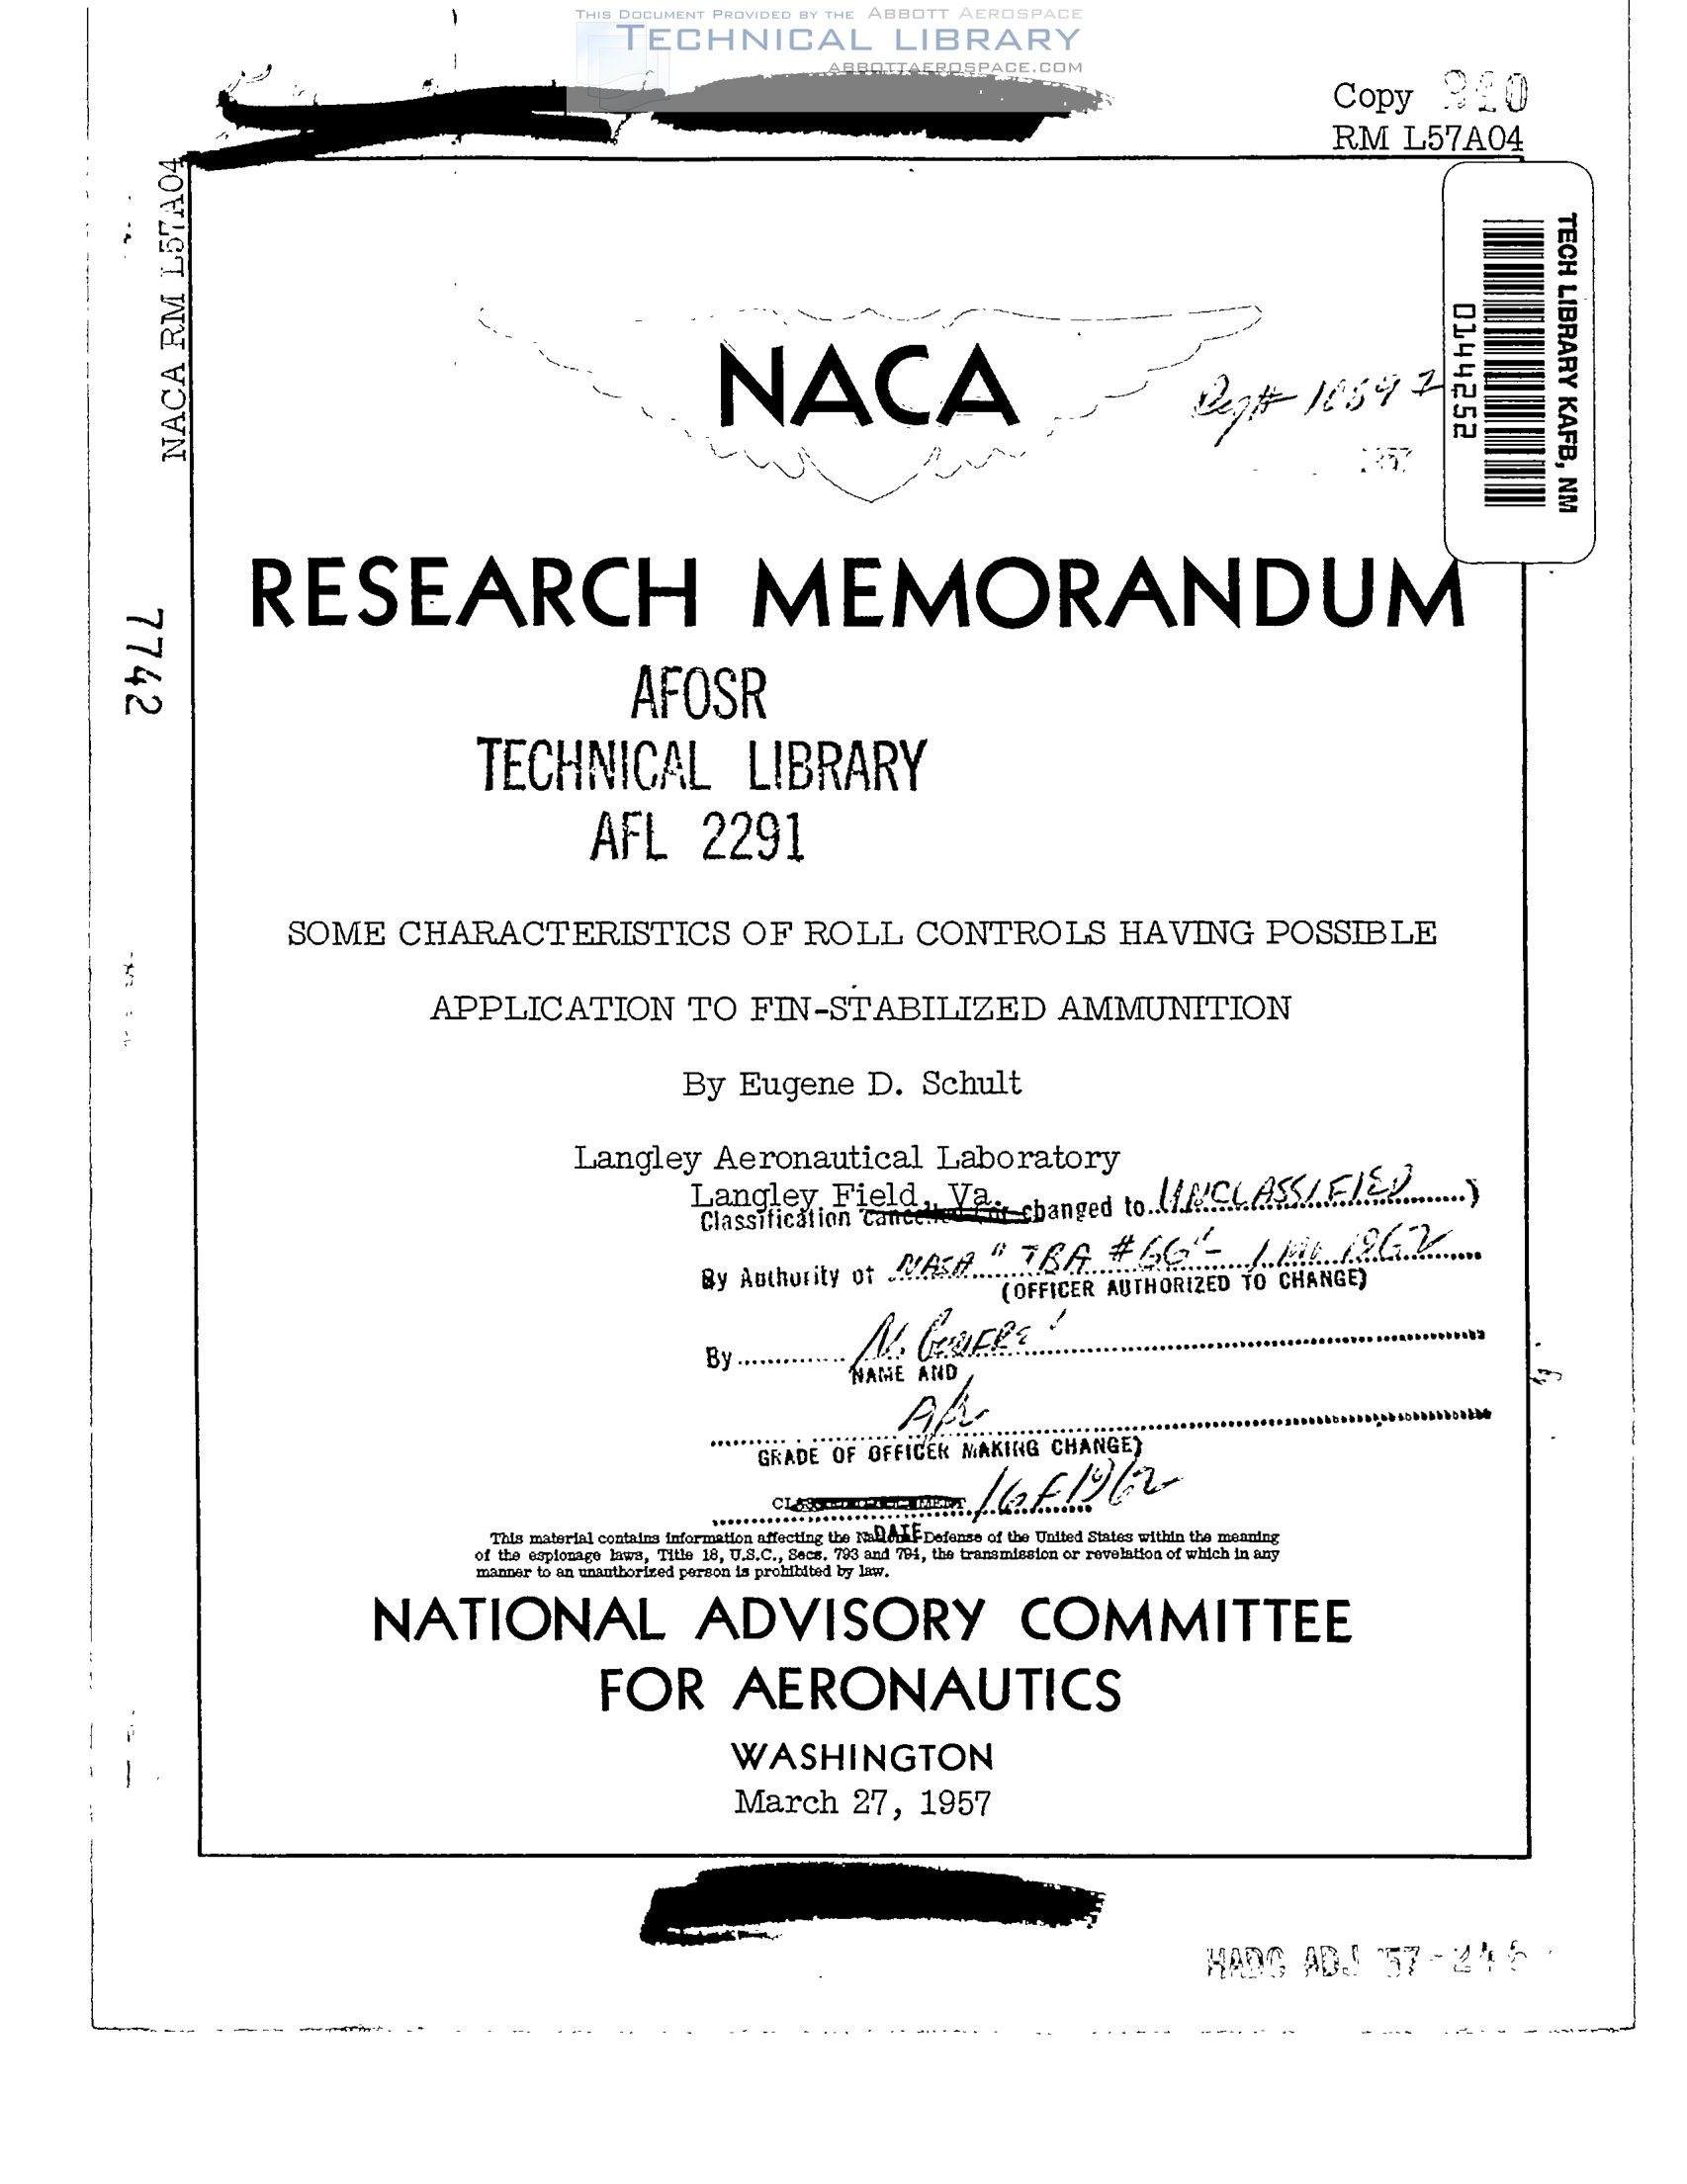 THIS DOCUMENT PROVIDED BY THE ABBOTT AEROSPACE
TECHNICAL LIBRARY
ABBOTTAEROSPACE.COM
Copy
RM L57A04
NACA RM L57A04
TECH LIBRARY KAFB, NM
0144252
NACA
RESEARCH MEMORANDUM
7742
AFOSR
TECHNICAL LIBRARY
AFL 2291
SOME CHARACTERISTICS OF ROLL CONTROLS HAVING POSSIBLE
APPLICATION TO FIN-STABILIZED AMMUNITION
By Eugene D. Schult
Langley Aeronautical Laboratory
Langley Field, Va.
Classification changed to UNCLASSIFIED)
By Authority of NASA "TBA #66"-
(OFFICER AUTHORIZED TO CHANGE)
By
NAME AND
GRADE OF OFFICER MAKING CHANGE)
DATE
This material contains information affecting the National Defense of the United States within the meaning
of the espionage laws, Title 18, U.S.C., Secs. 793 and 794, the transmission or revelation of which in any
manner to an unauthorized person is prohibited by law.
NATIONAL ADVISORY COMMITTEE
FOR AERONAUTICS
WASHINGTON
March 27, 1957